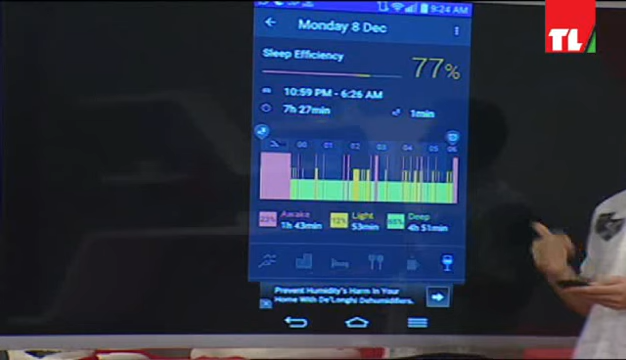 9:24 AM
Monday 8 Dec
Sleep Efficiency
77%
10:59 PM - 6:26 AM
7h 27min
1min
00 01 02 03 04 05 06
23% Awake 12% Light 65% Deep
1h 43min 53min 4h 51min
Prevent Humidity's Harm In Your
Home With De'Longhi Dehumidifiers.
TL